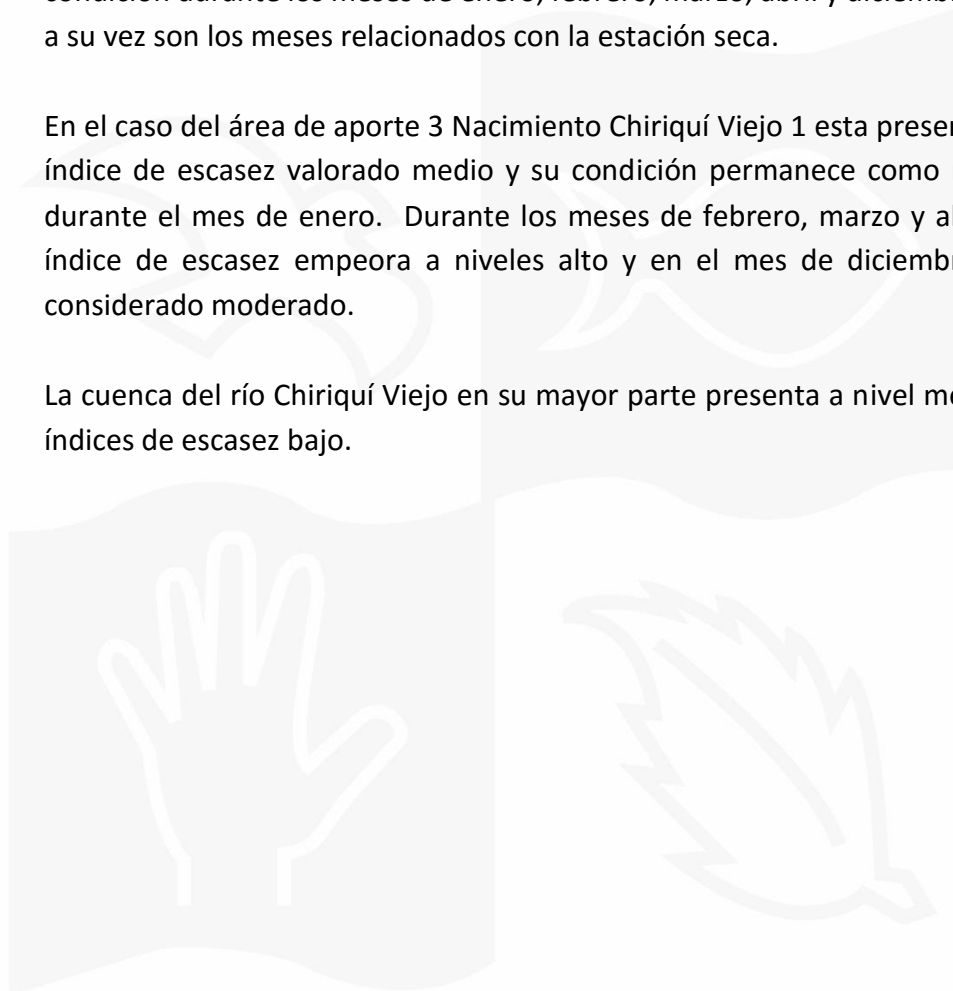 a su vez son los meses relacionados con la estación seca.
En el caso del área de aporte 3 Nacimiento Chiriquí Viejo 1 esta
índice de escasez valorado medio y su condición permanece como
durante el mes de enero. Durante los meses de febrero, marzo y
índice de escasez empeora a niveles alto y en el mes de
considerado moderado.
La cuenca del río Chiriquí Viejo en su mayor parte presenta a nivel
índices de escasez bajo.